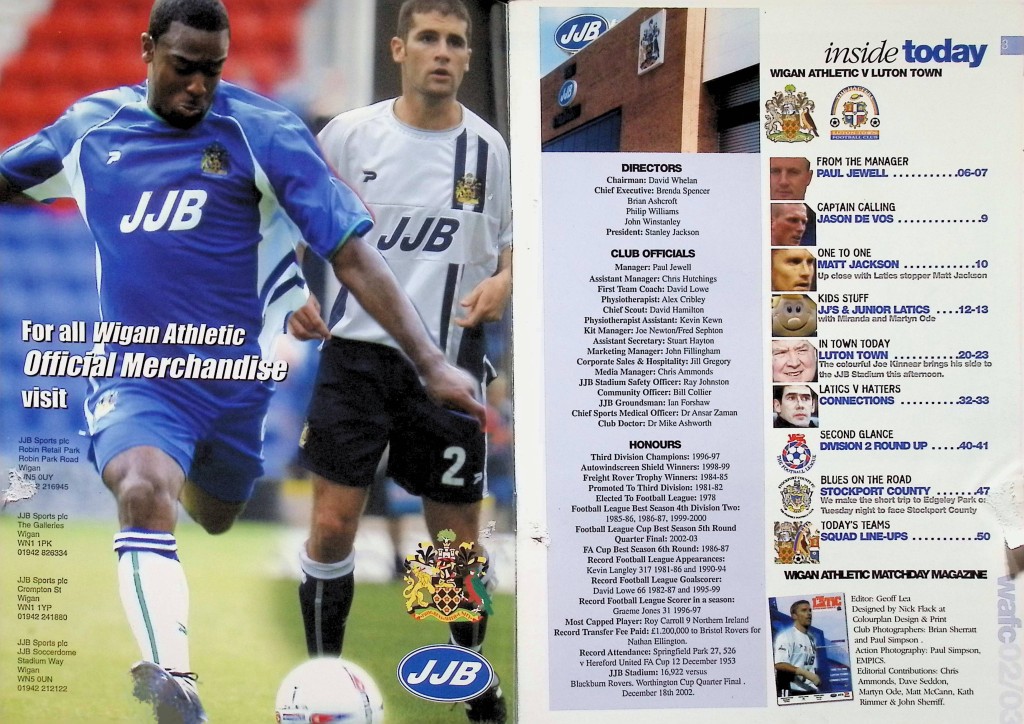 JJB
JJB
2
For all Wigan Athletic
Official Merchandise
visit
JJB Sports plc
Robin Retail Park
Robin Park Road
Wigan
WN5 0UY
216945
JJB Sports plc
The Galleries
Wigan
WN1 1PK
01942 826334
JJB Sports plc
Crompton St
Wigan
WN1 1YP
01942 241880
JJB Sports plc
JJB Soccerdome
Stadium Way
Wigan
WN5 0UN
01942 212122
JJB
JJB
JJB
DIRECTORS
Chairman: David Whelan
Chief Executive: Brenda Spencer
Brian Ashcroft
Philip Williams
John Winstanley
President: Stanley Jackson
CLUB OFFICIALS
Manager: Paul Jewell
Assistant Manager: Chris Hutchings
First Team Coach: David Lowe
Physiotherapist: Alex Cribley
Chief Scout: David Hamilton
Physiotherapist Assistant: Kevin Kewn
Kit Manager: Joe Newton/Fred Sephton
Assistant Secretary: Stuart Hayton
Marketing Manager: John Fillingham
Corporate Sales & Hospitality: Jill Gregory
Media Manager: Chris Ammonds
JJB Stadium Safety Officer: Ray Johnston
Community Officer: Bill Collier
JJB Groundsman: Ian Forshaw
Chief Sports Medical Officer: Dr Ansar Zaman
Club Doctor: Dr Mike Ashworth
HONOURS
Third Division Champions: 1996-97
Autowindscreen Shield Winners: 1998-99
Freight Rover Trophy Winners: 1984-85
Promoted To Third Division: 1981-82
Elected To Football League: 1978
Football League Best Season 4th Division Two:
1985-86, 1986-87, 1999-2000
Football League Cup Best Season 5th Round
Quarter Final: 2002-03
FA Cup Best Season 6th Round: 1986-87
Record Football League Appearances:
Kevin Langley 317 1981-86 and 1990-94
Record Football League Goalscorer:
David Lowe 66 1982-87 and 1995-99
Record Football League Scorer in a season:
Graeme Jones 31 1996-97
Most Capped Player: Roy Carroll 9 Northern Ireland
Record Transfer Fee Paid: £1,200,000 to Bristol Rovers for
Nathan Ellington.
Record Attendance: Springfield Park 27, 526
v Hereford United FA Cup 12 December 1953
JJB Stadium: 16,922 versus
Blackburn Rovers. Worthington Cup Quarter Final .
December 18th 2002.
inside today
3
WIGAN ATHLETIC V LUTON TOWN
LUTON TOWN
FOOTBALL CLUB
FROM THE MANAGER
PAUL JEWELL ...........06-07
CAPTAIN CALLING
JASON DE VOS ..............9
ONE TO ONE
MATT JACKSON ............10
Up close with Latics stopper Matt Jackson
KIDS STUFF
JJ'S & JUNIOR LATICS ....12-13
with Miranda and Martyn Ode
IN TOWN TODAY
LUTON TOWN ..........20-23
The colourful Joe Kinnear brings his side to
the JJB Stadium this afternoon.
LATICS V HATTERS
CONNECTIONS .........32-33
SECOND GLANCE
DIVISION 2 ROUND UP .....40-41
BLUES ON THE ROAD
STOCKPORT COUNTY .......47
We make the short trip to Edgeley Park on
Tuesday night to face Stockport County
TODAY'S TEAMS
SQUAD LINE-UPS ..........50
WIGAN ATHLETIC MATCHDAY MAGAZINE
Editor: Geoff Lea
Designed by Nick Flack at
Colourplan Design & Print
Club Photographers: Brian Sherratt
and Paul Simpson .
Action Photography: Paul Simpson,
EMPICS.
Editorial Contributions: Chris
Ammonds, Dave Seddon,
Martyn Ode, Matt McCann, Kath
Rimmer & John Sherriff.
wafc02/03